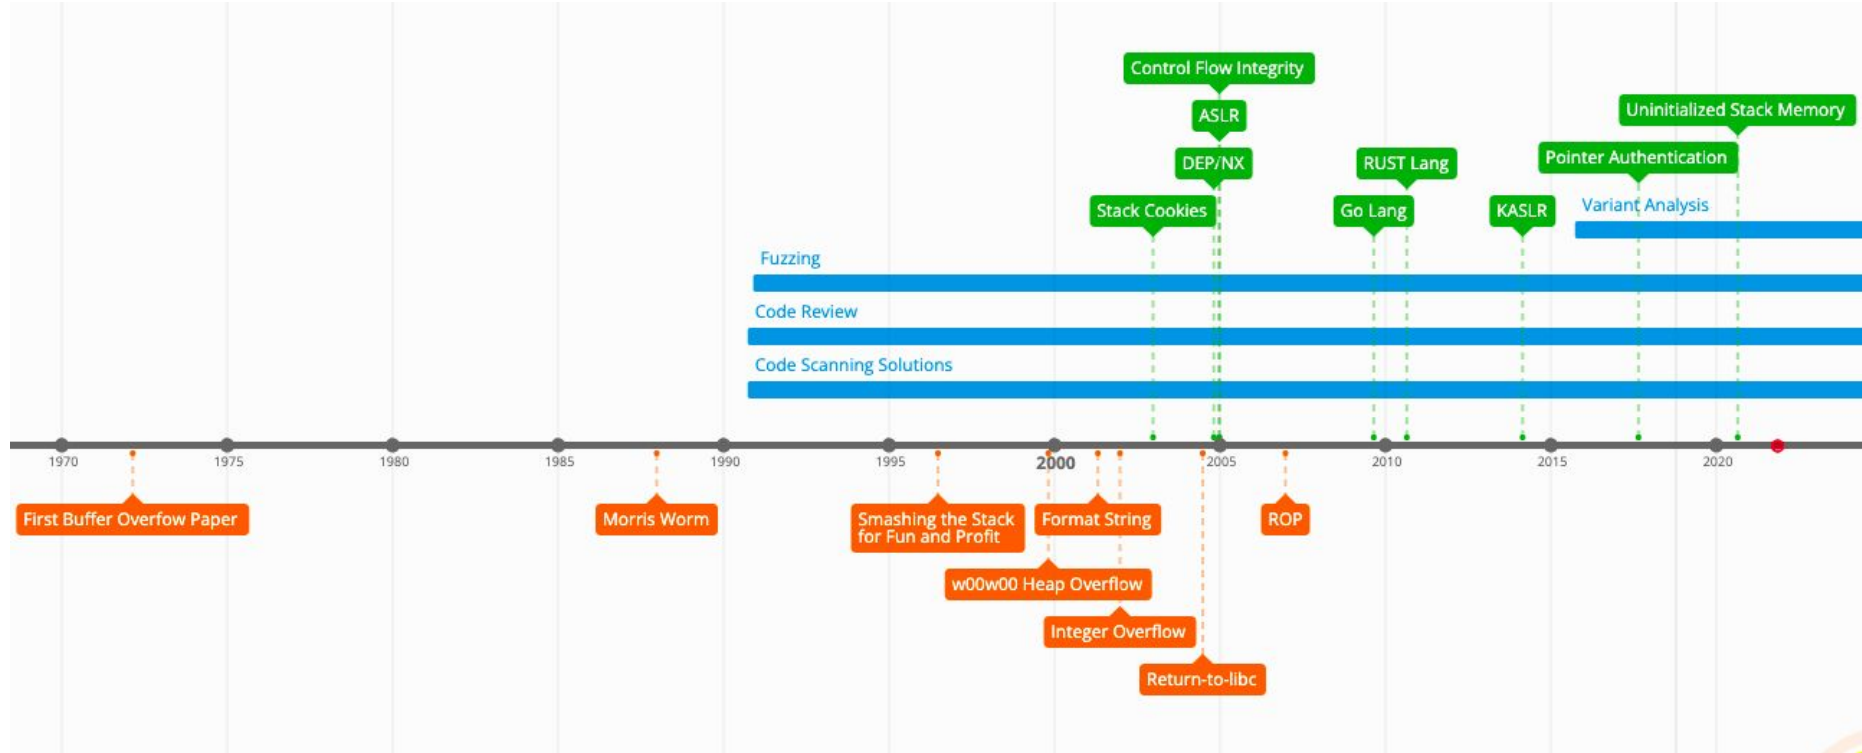 Control Flow Integrity
ASLR
Uninitialized Stack Memory
DEP/NX
RUST Lang
Pointer Authentication
Stack Cookies
Go Lang
KASLR
Variant Analysis
Fuzzing
Code Review
Code Scanning Solutions
1970
1975
1980
1985
1990
1995
2000
2005
2010
2015
2020
First Buffer Overfow Paper
Morris Worm
Smashing the Stack
for Fun and Profit
Format String
ROP
w00w00 Heap Overflow
Integer Overflow
Return-to-libc